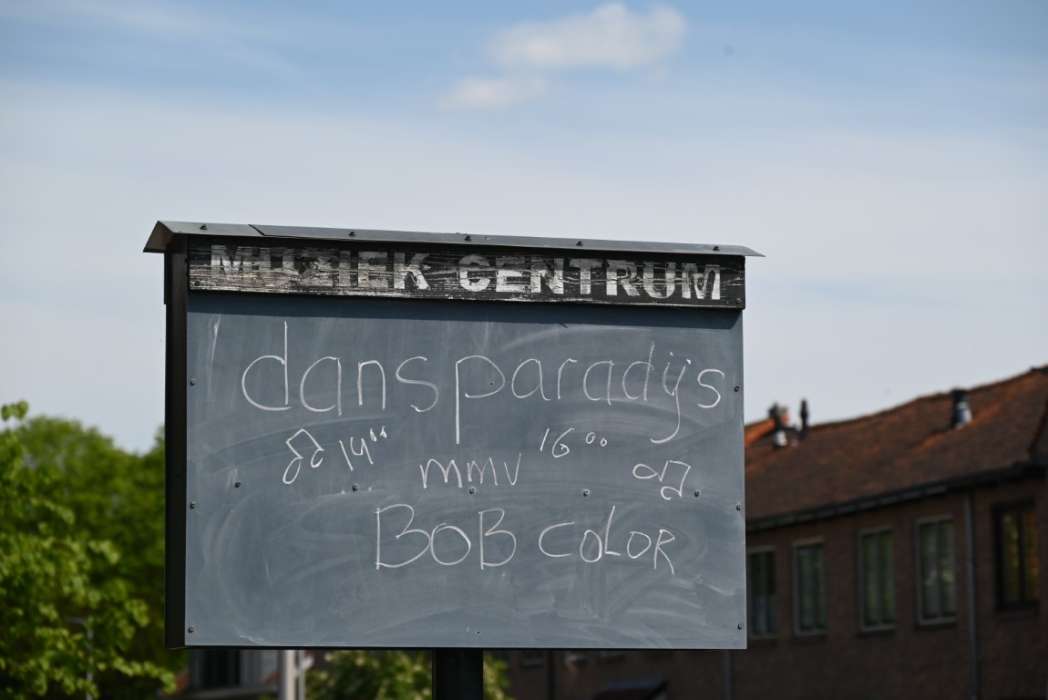 MUZIEK CENTRUM
dansparadijs
14⁰⁰ 16⁰⁰
MMV
BOB COLOR